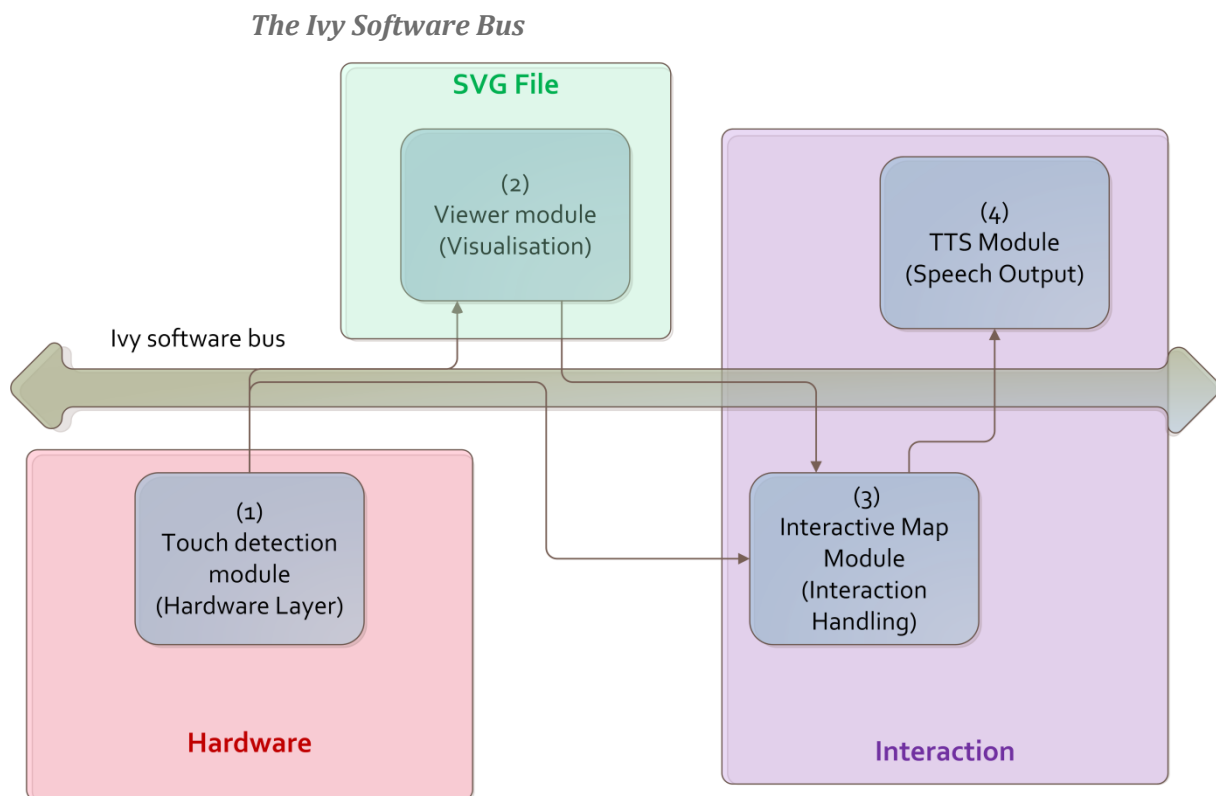 The Ivy Software Bus
SVG File
(2)
Viewer module
(Visualisation)
(4)
TTS Module
(Speech Output)
Ivy software bus
(1)
Touch detection
module
(Hardware Layer)
(3)
Interactive Map
Module
(Interaction
Handling)
Hardware
Interaction